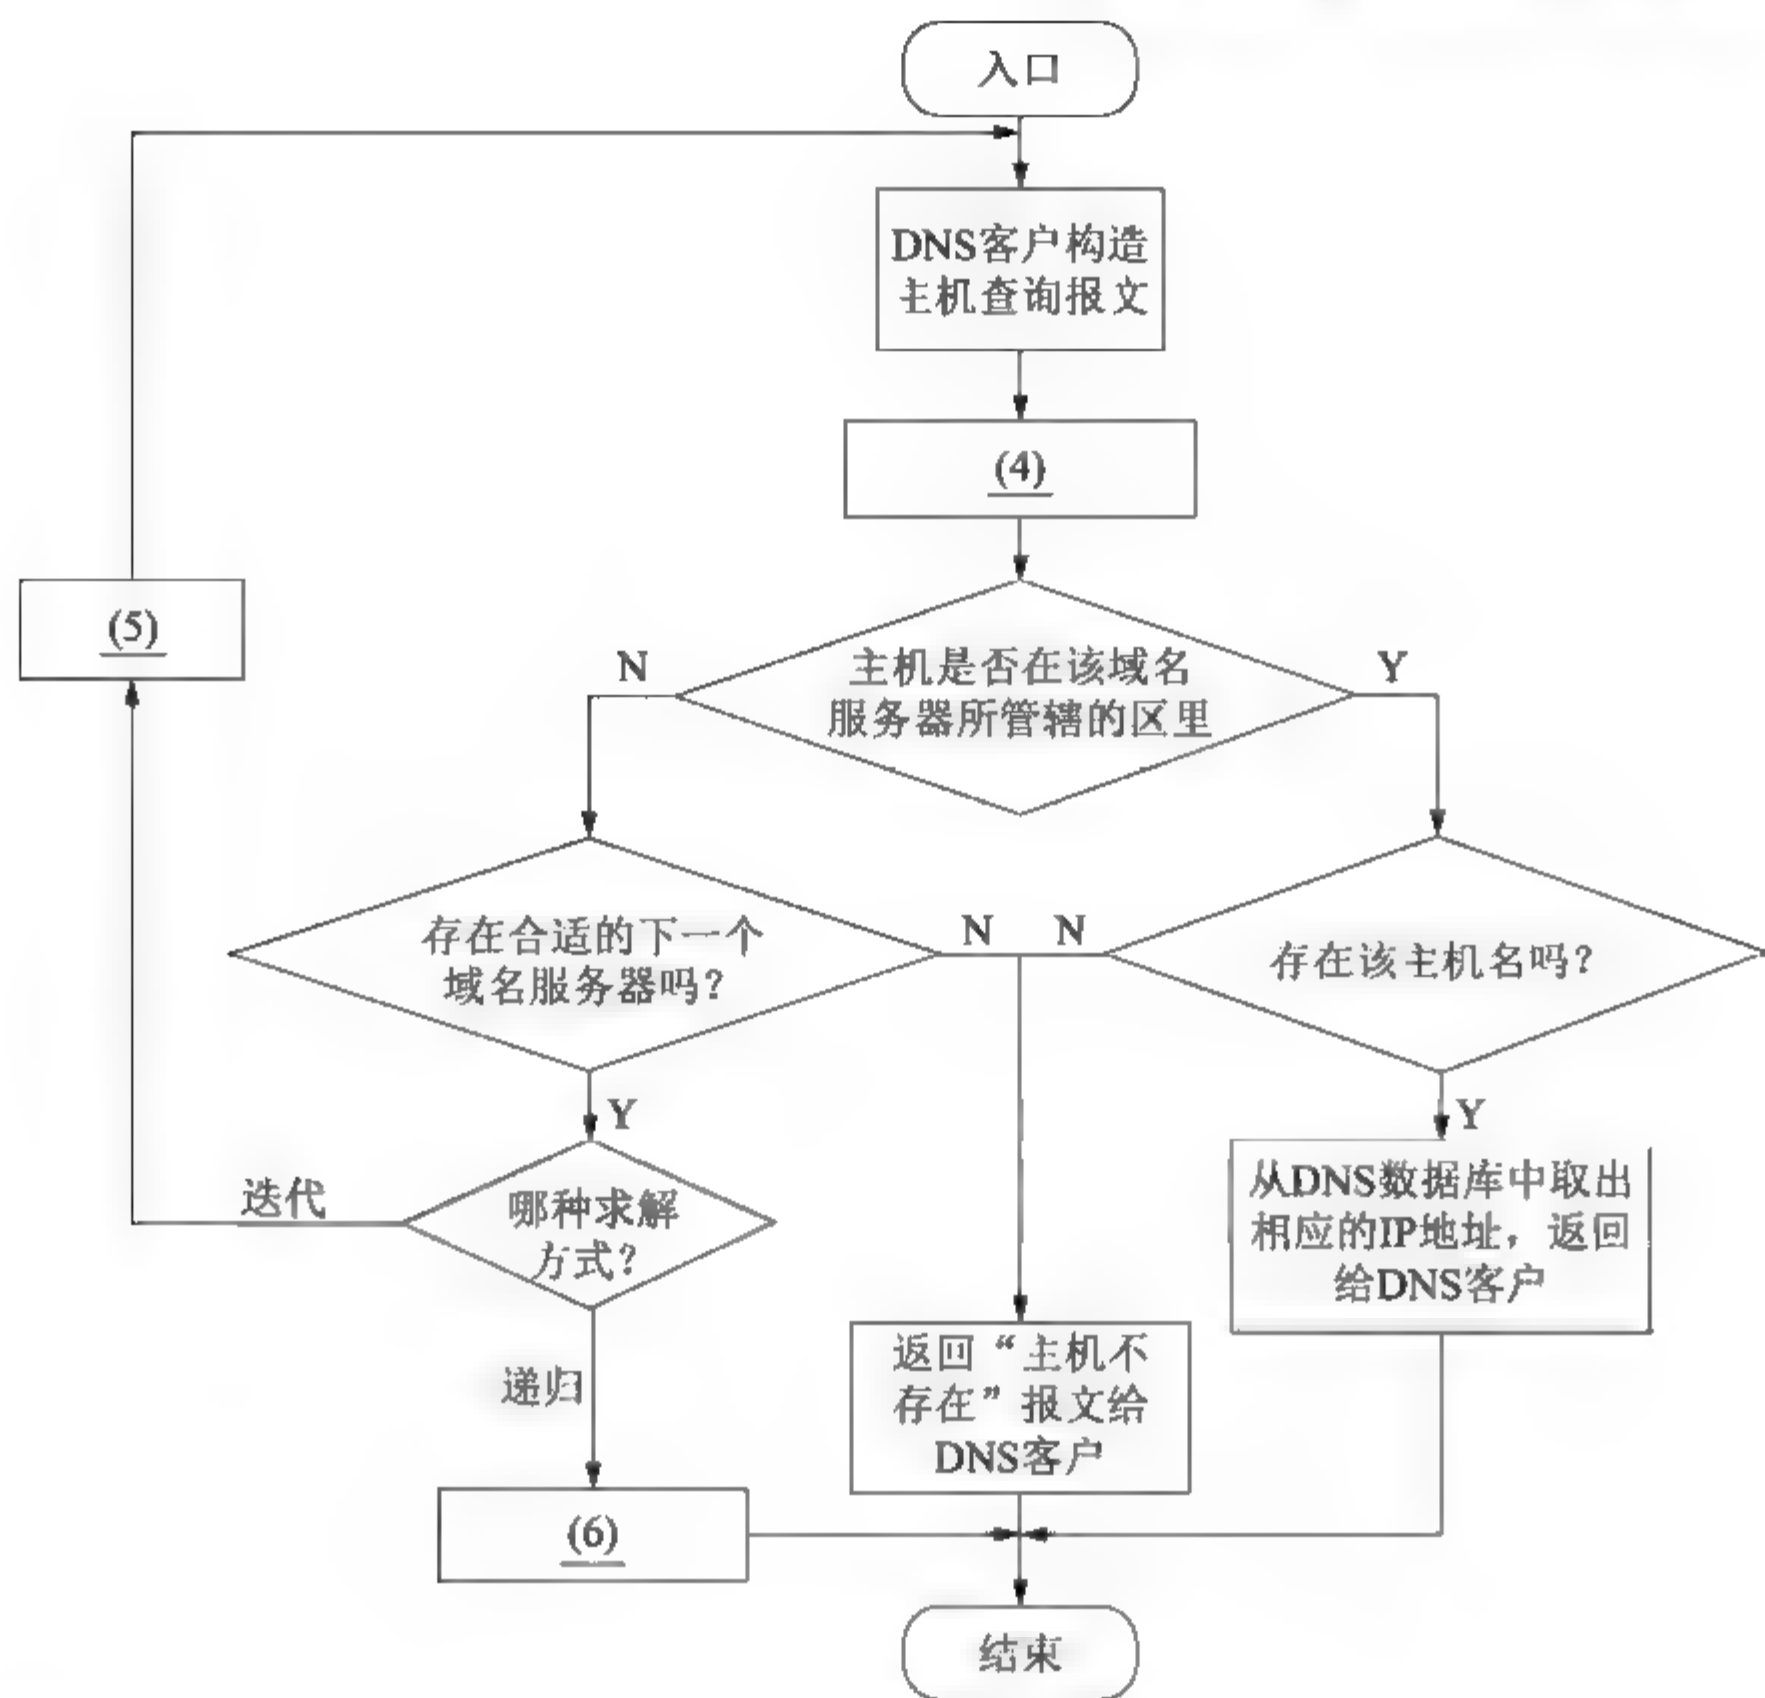 入口
DNS客户构造
主机查询报文
(4)
(5)
主机是否在该域名
服务器所管辖的区里
N
Y
存在合适的下一个
域名服务器吗?
N
N
存在该主机名吗?
Y
Y
迭代
哪种求解
方式?
从DNS数据库中取出
相应的IP地址，返回
给DNS客户
递归
返回“主机不
存在”报文给
DNS客户
(6)
结束